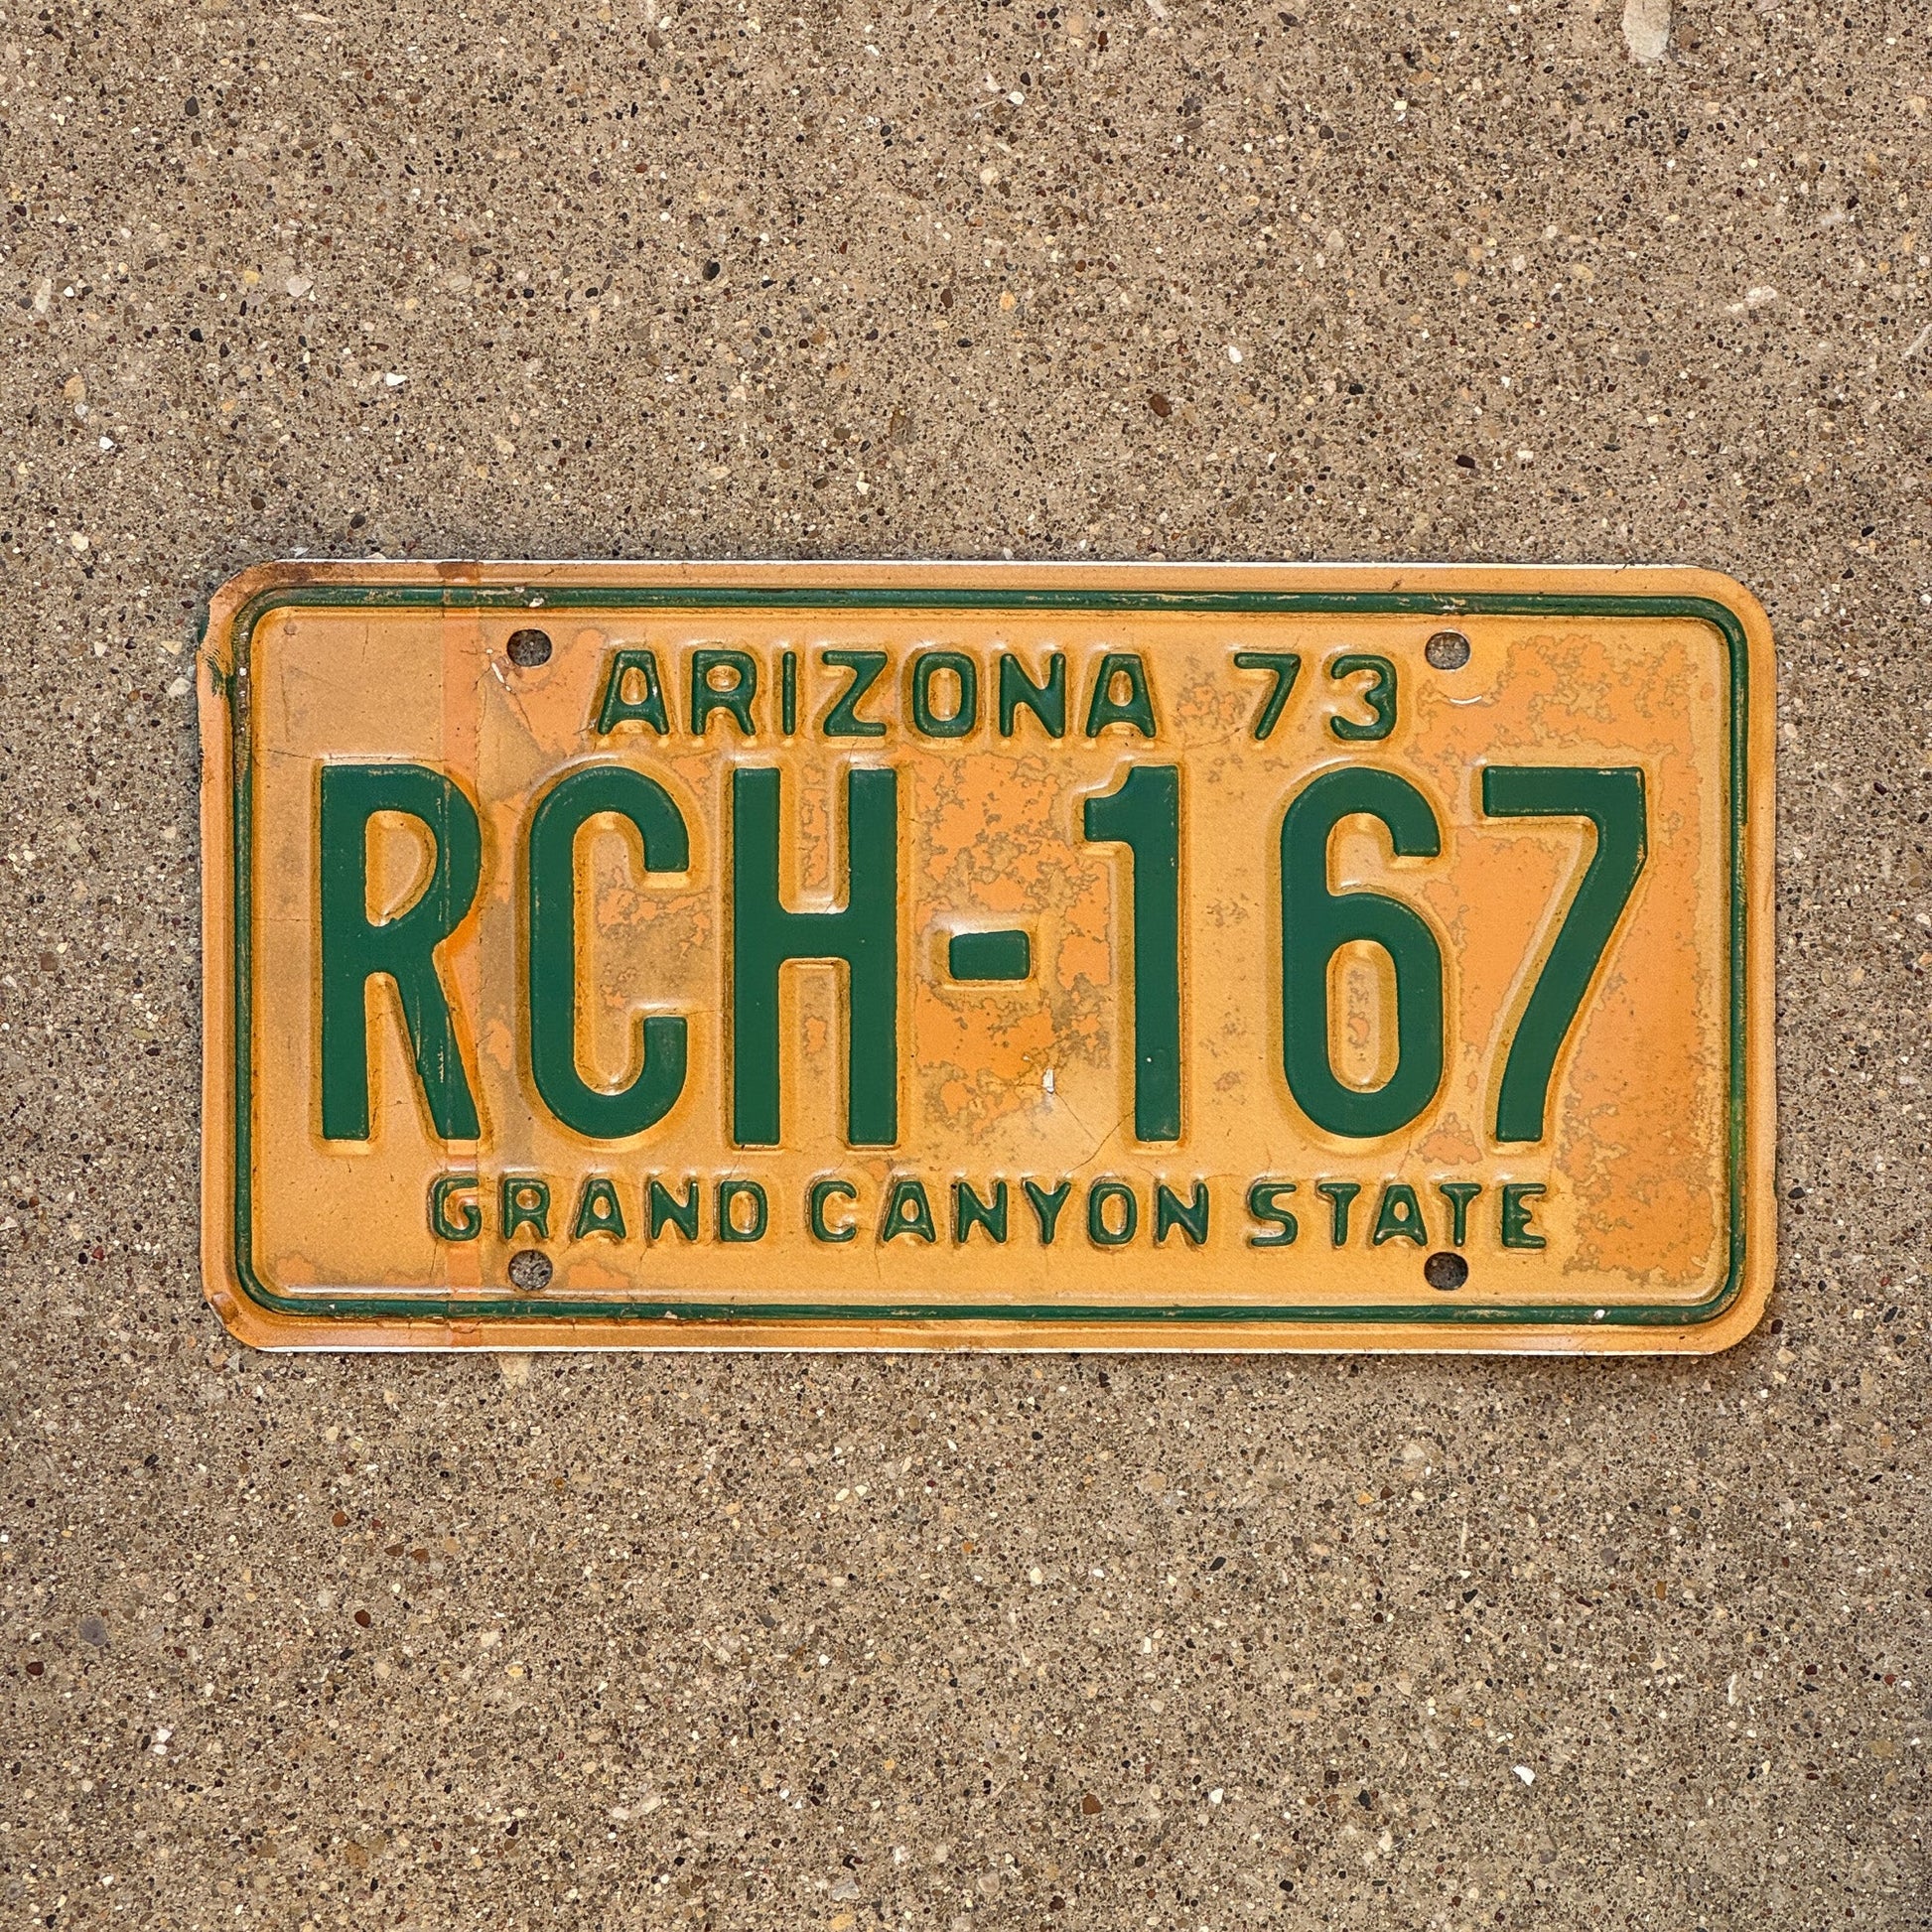 ARIZONA 73
RCH-167
GRAND CANYON STATE